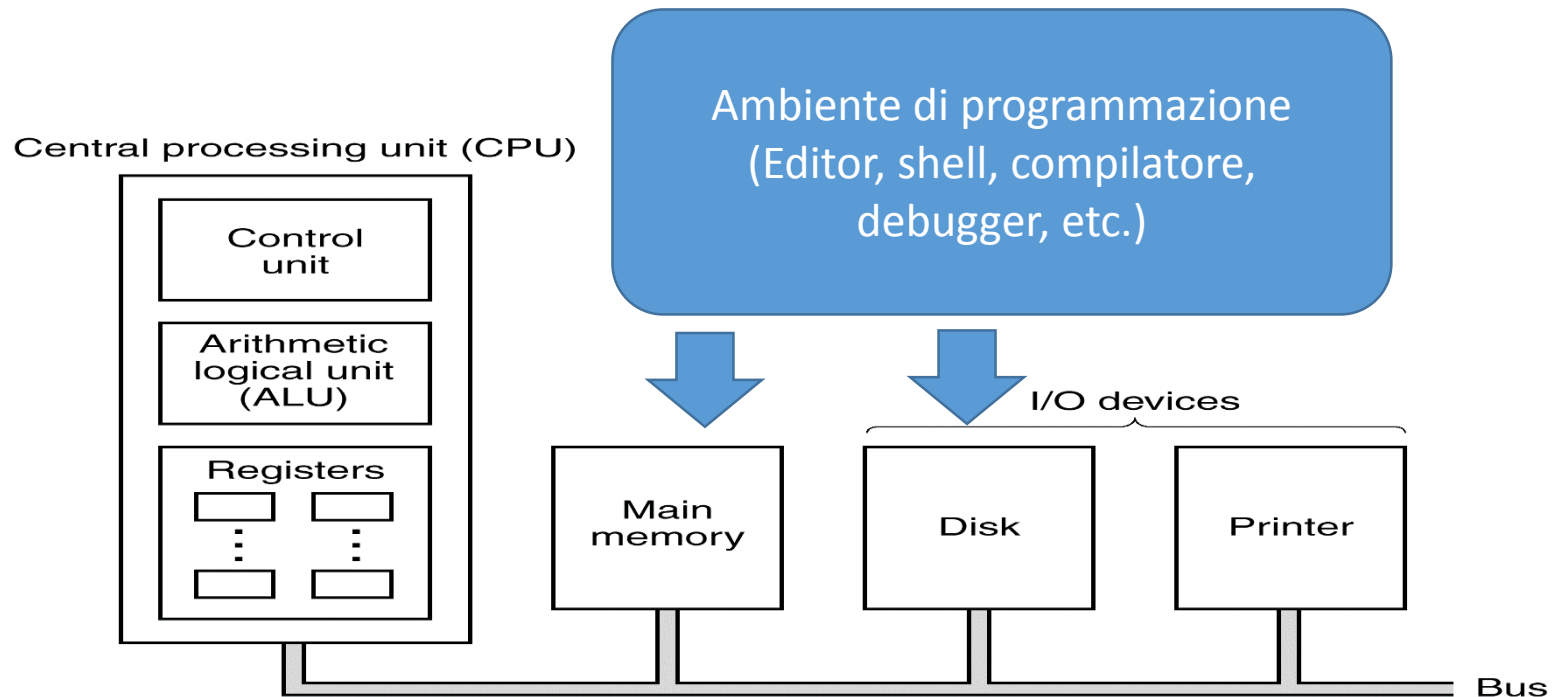 Ambiente di programmazione
(Editor, shell, compilatore,
debugger, etc.)
Central processing unit (CPU)
Control
unit
Arithmetic
logical unit
(ALU)
Registers
I/O devices
Main
memory
Disk
Printer
Bus